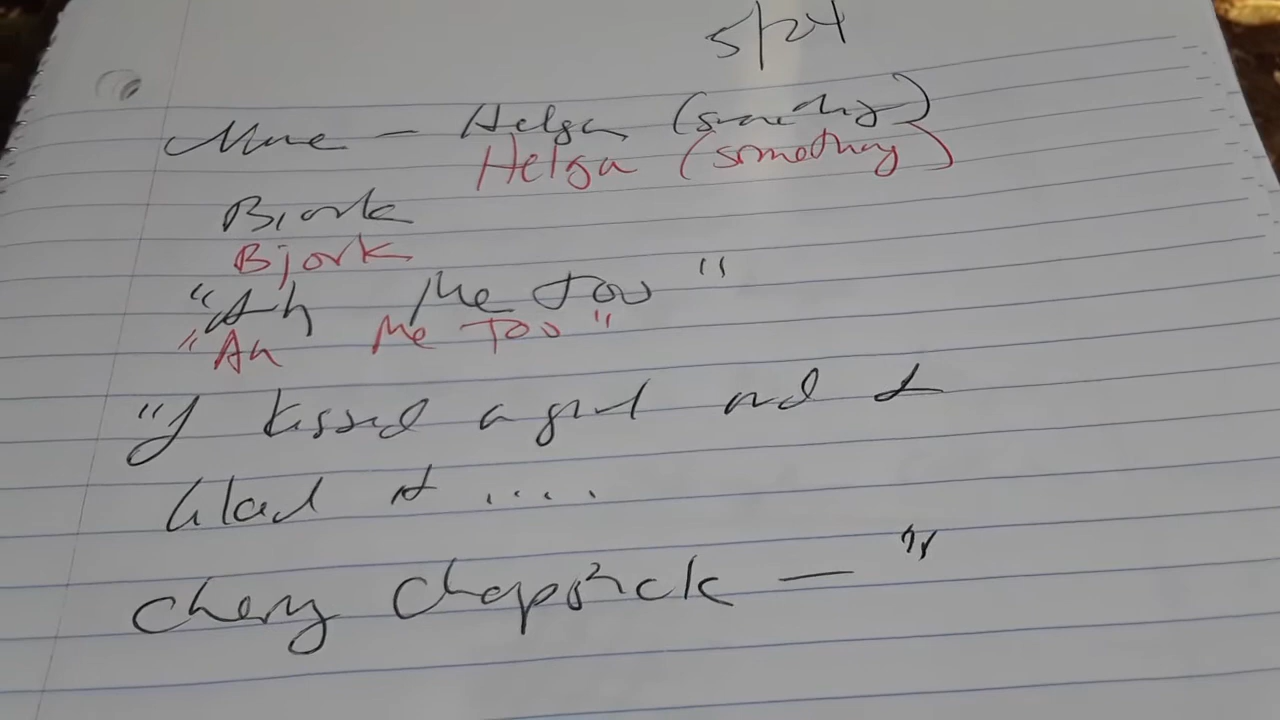 5/24
Mine - Helga (something)
Helga (something)
Bjork
Bjork
"Ah Me Too"
"Ah Me Too"
"I kissed a girl and I
liked it ....
Cherry Chapstick - "